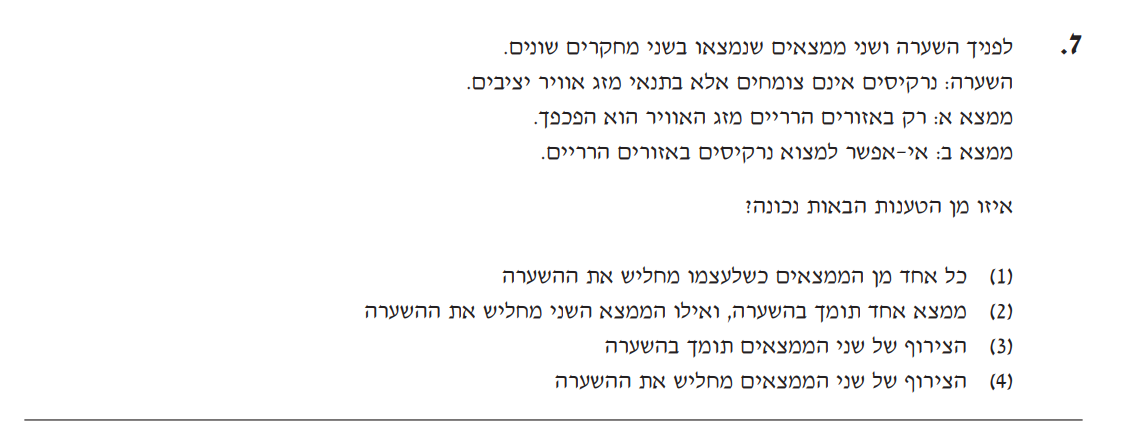 7. לפניך השערה ושני ממצאים שנמצאו בשני מחקרים שונים.
השערה: נרקיסים אינם צומחים אלא בתנאי מזג אוויר יציבים.
ממצא א: רק באזורים הרריים מזג האוויר הוא הפכפך.
ממצא ב: אי-אפשר למצוא נרקיסים באזורים הרריים.
איזו מן הטענות הבאות נכונה?
(1) כל אחד מן הממצאים כשלעצמו מחליש את ההשערה
(2) ממצא אחד תומך בהשערה, ואילו הממצא השני מחליש את ההשערה
(3) הצירוף של שני הממצאים תומך בהשערה
(4) הצירוף של שני הממצאים מחליש את ההשערה